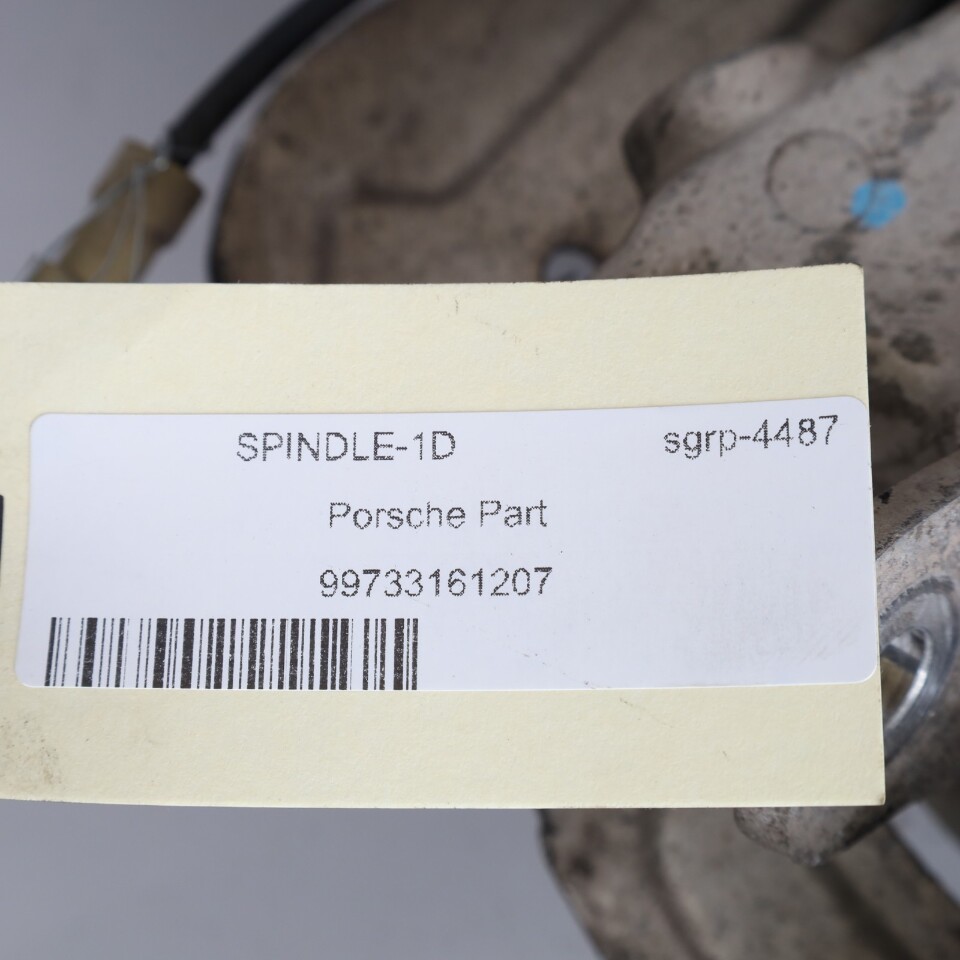 SPINDLE-1D sgrp-4487
Porsche Part
99733161207